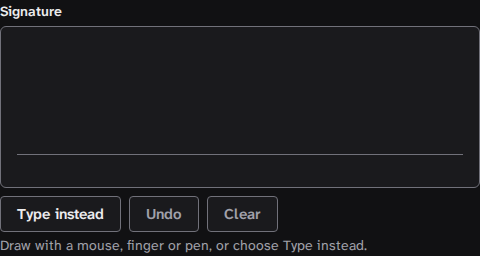 Signature
Type instead Undo Clear
Draw with a mouse, finger or pen, or choose Type instead.